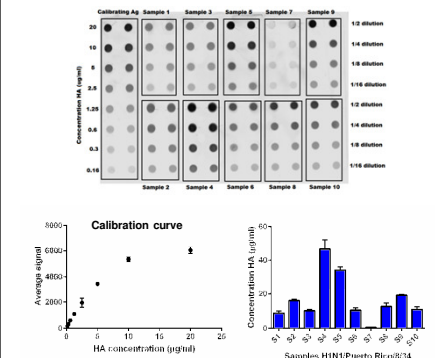 Calibrating Ag Sample 1 Sample 3 Sample 5 Sample 7 Sample 9
20 1/2 dilution
10 1/4 dilution
5 1/8 dilution
2.5 1/16 dilution
1.25 1/2 dilution
0.6 1/4 dilution
0.3 1/8 dilution
0.16 1/16 dilution
Concentration HA (ug/ml)
Sample 2 Sample 4 Sample 6 Sample 8 Sample 10
Calibration curve
Average signal
8000
2000
0
0 5 10 15 20 25
HA concentration (µg/ml)
Concentration HA (µg/ml)
60
40
20
0
S1 S2 S3 S4 S5 S6 S7 S8 S9 S10
Samples H1N1/Puerto Rico/8/34